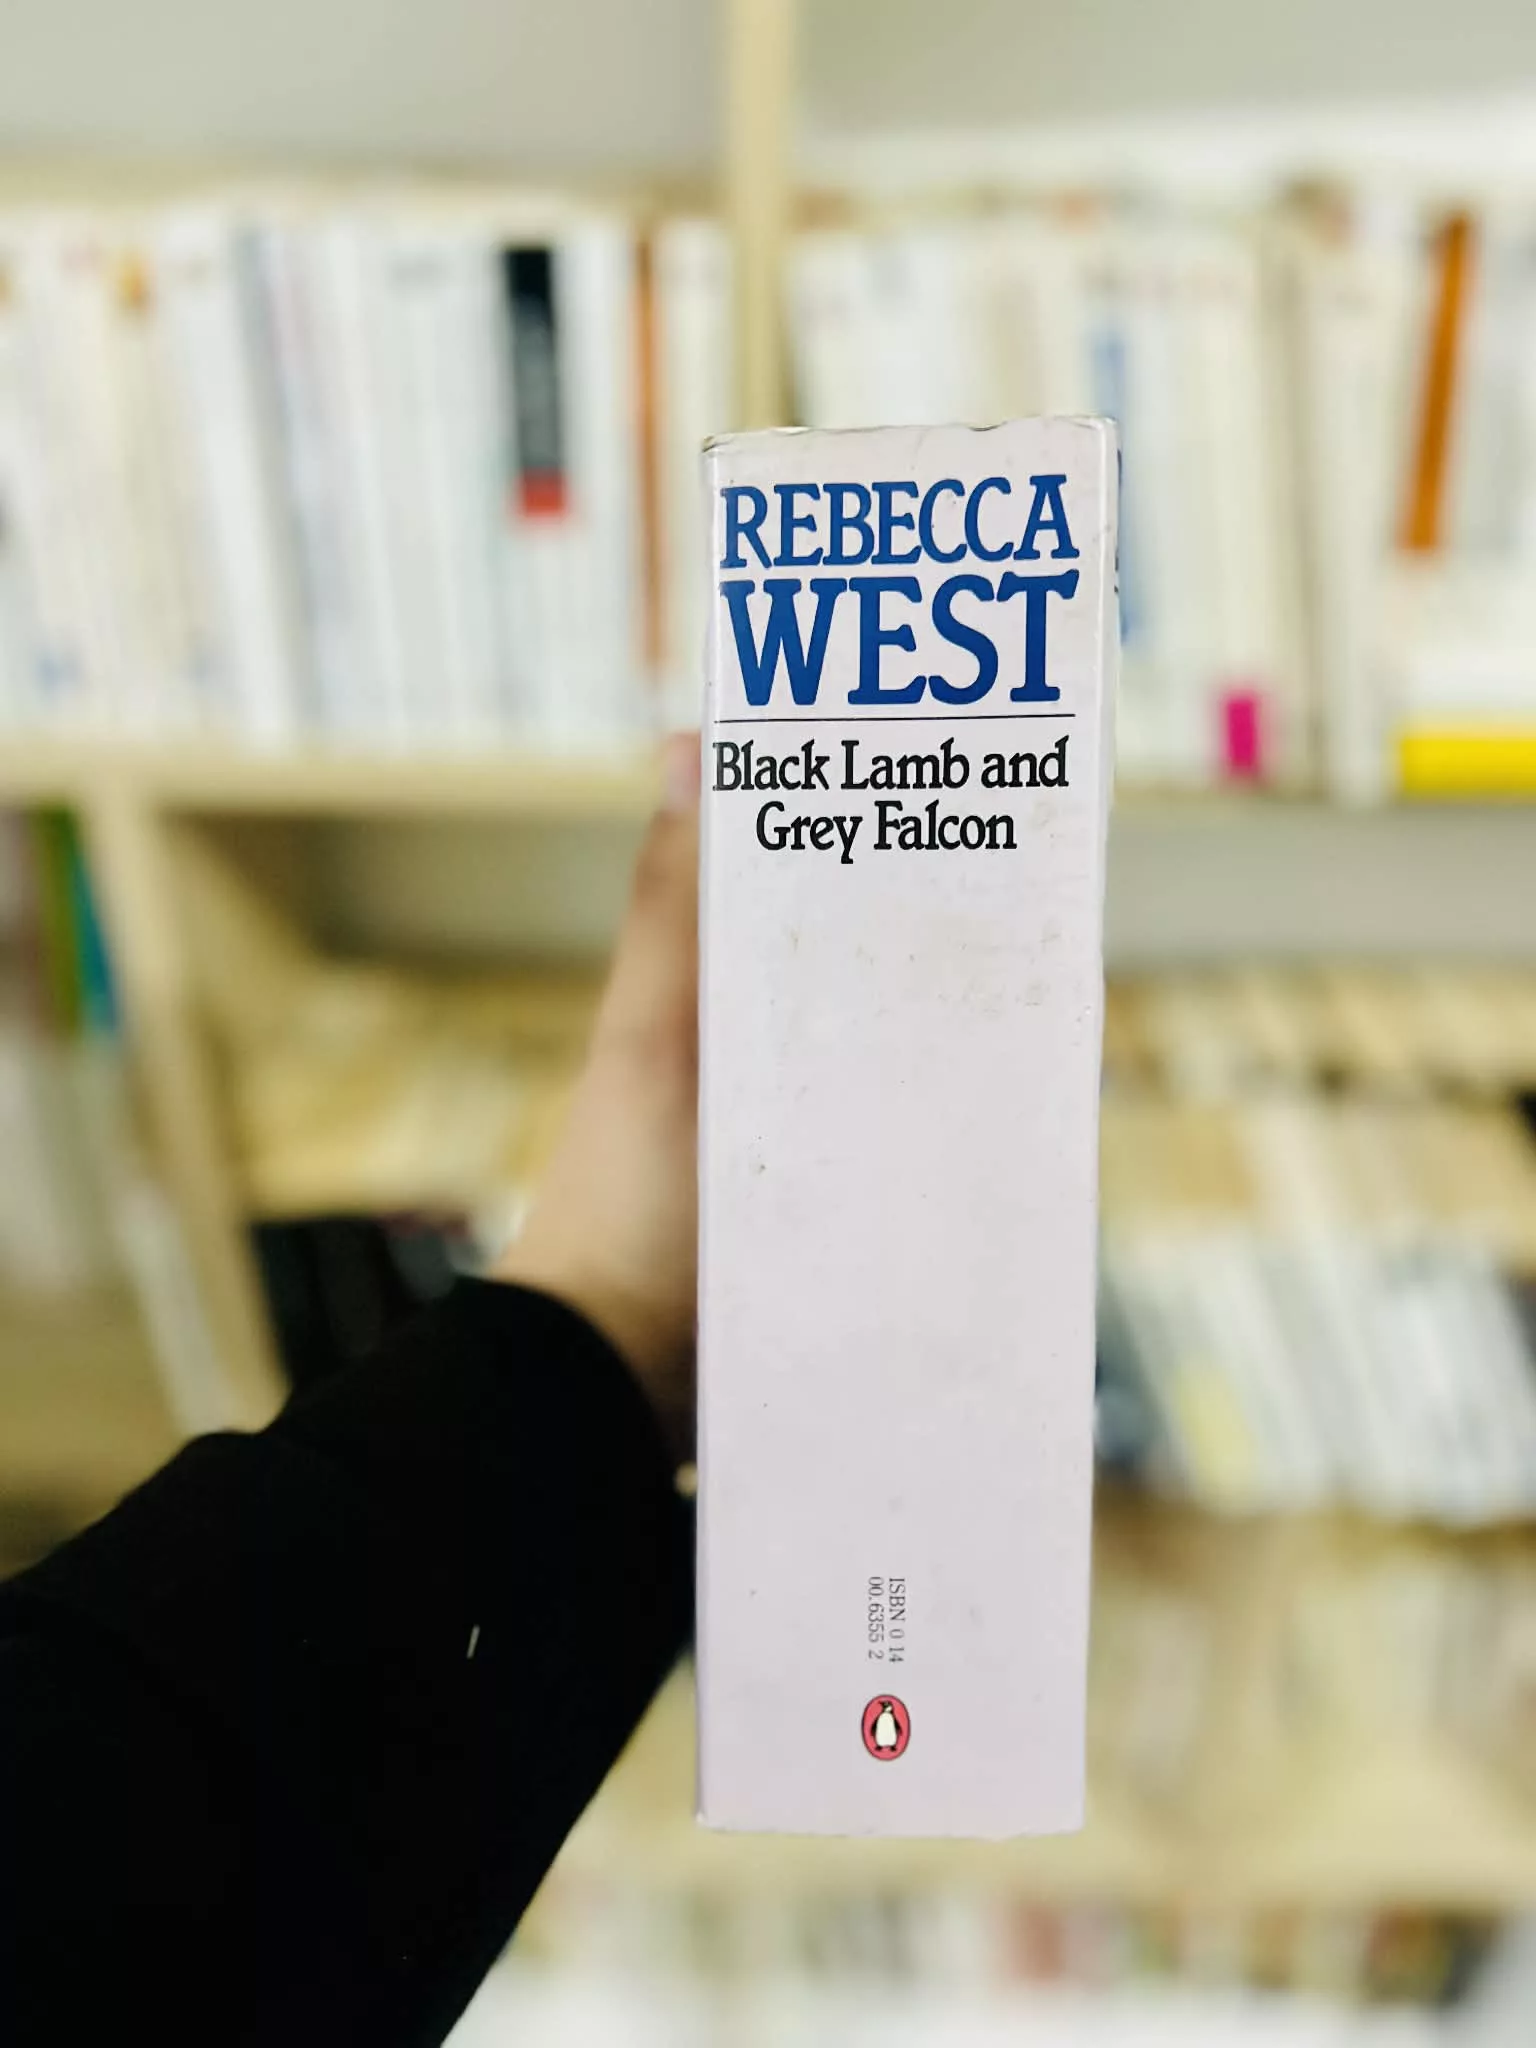 REBECCA
WEST
Black Lamb and
Grey Falcon
ISBN 0 14
00.6355 2